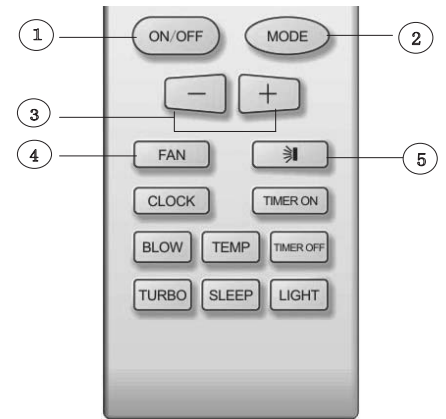 1 ON/OFF MODE 2
− +
3
4 FAN 5
CLOCK TIMER ON
BLOW TEMP TIMER OFF
TURBO SLEEP LIGHT